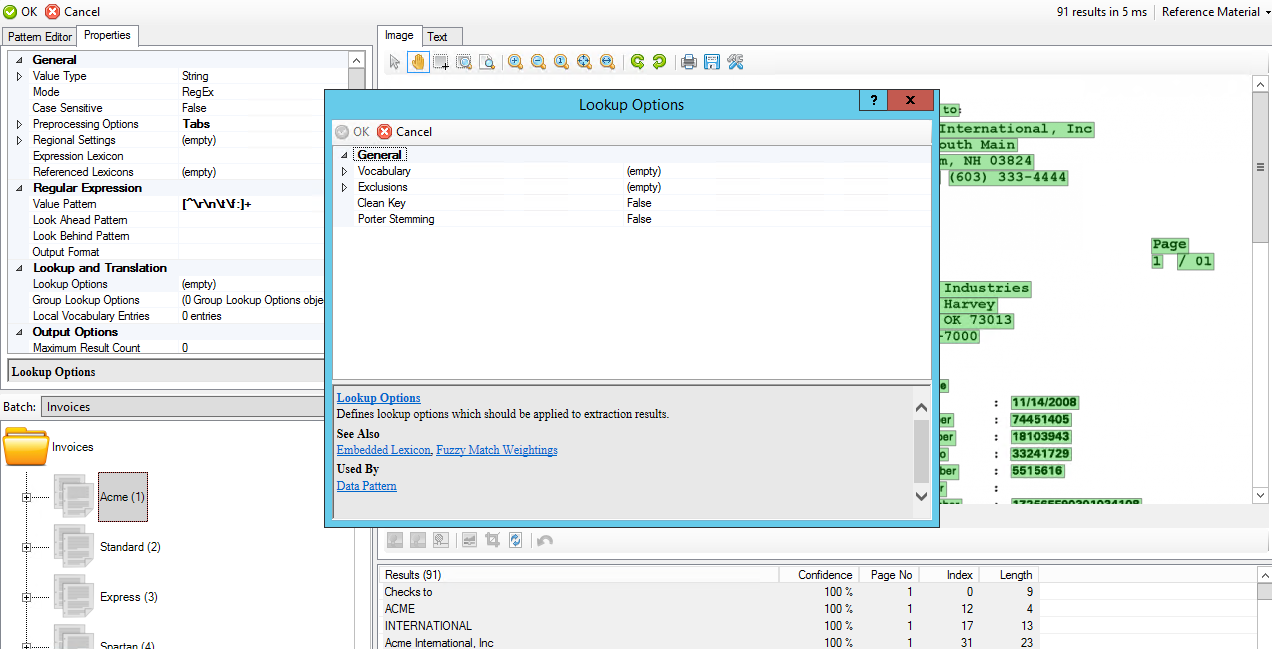 OK Cancel 91 results in 5 ms Reference Material
Pattern Editor Properties
Image Text
General
Value Type String
Mode RegEx
Case Sensitive False
Preprocessing Options Tabs
Regional Settings (empty)
Expression Lexicon
Referenced Lexicons (empty)
Regular Expression
Value Pattern [^\r\n\t\f:]+
Look Ahead Pattern
Look Behind Pattern
Output Format
Lookup and Translation
Lookup Options (empty)
Group Lookup Options (0 Group Lookup Options obje
Local Vocabulary Entries 0 entries
Output Options
Maximum Result Count 0
Lookup Options
Batch: Invoices
Invoices
Acme (1)
Standard (2)
Express (3)
Spartan (4)
Lookup Options ? X
OK Cancel
General
Vocabulary (empty)
Exclusions (empty)
Clean Key False
Porter Stemming False
Lookup Options
Defines lookup options which should be applied to extraction results.
See Also
Embedded Lexicon, Fuzzy Match Weightings
Used By
Data Pattern
to:
International, Inc
outh Main
m, NH 03824
(603) 333-4444
Page
1 / 01
Industries
Harvey
OK 73013
-7000
e
: 11/14/2008
er : 74451405
ber : 18103943
o : 33241729
ber : 5515616
r :
Results (91) Confidence Page No Index Length
Checks to 100 % 1 0 9
ACME 100 % 1 12 4
INTERNATIONAL 100 % 1 17 13
Acme International, Inc 100 % 1 31 23